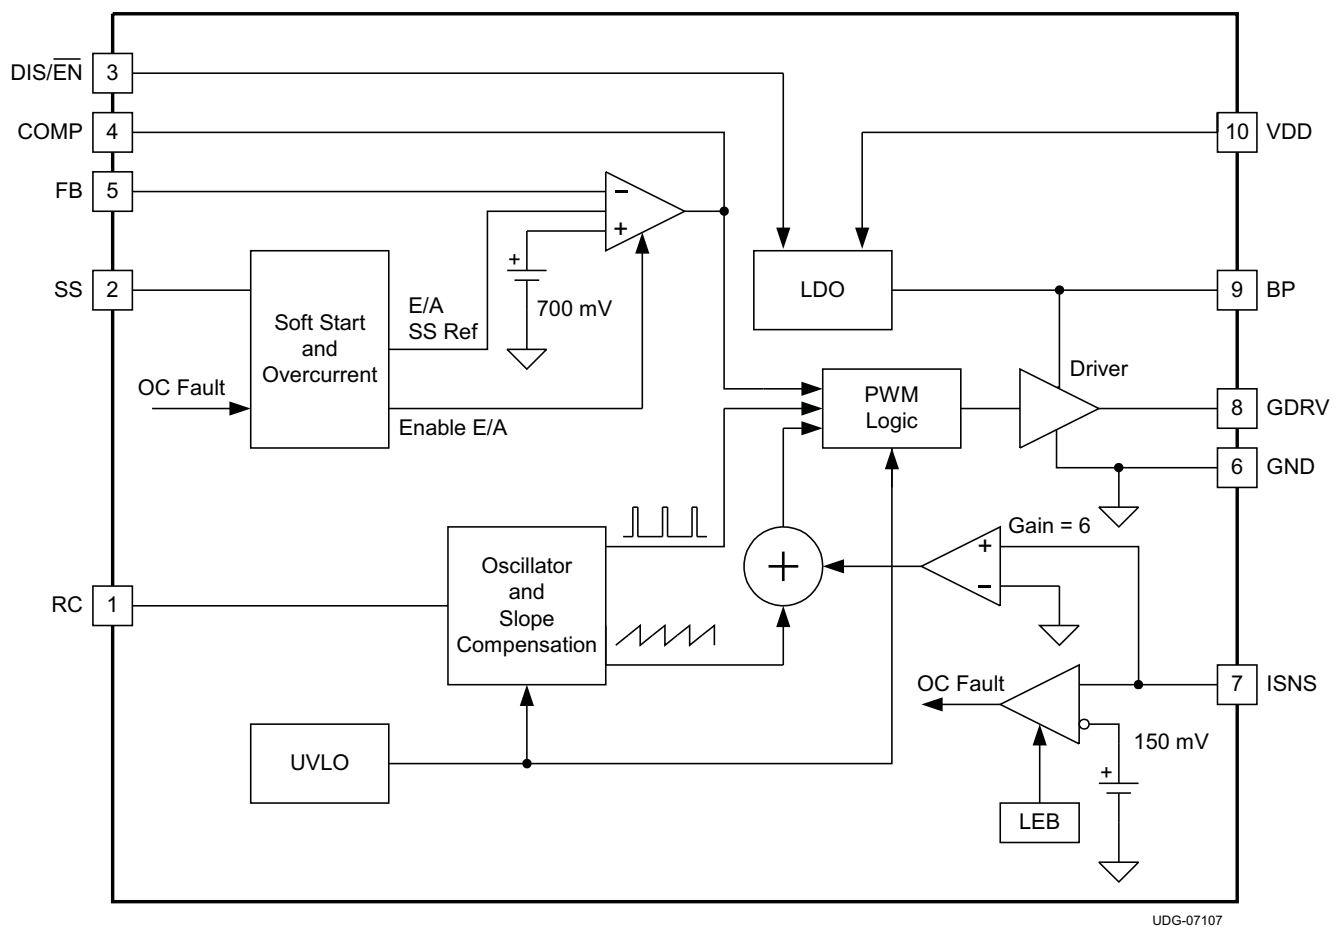 DIS/EN
3
COMP
4
10
VDD
FB
5
−
+
SS
2
+
700 mV
E/A
SS Ref
Soft Start
and
Overcurrent
OC Fault
Enable E/A
LDO
9
BP
Driver
PWM
Logic
8
GDRV
6
GND
Gain = 6
+
−
+
Oscillator
and
Slope
Compensation
RC
1
OC Fault
7
ISNS
150 mV
+
UVLO
LEB
UDG-07107